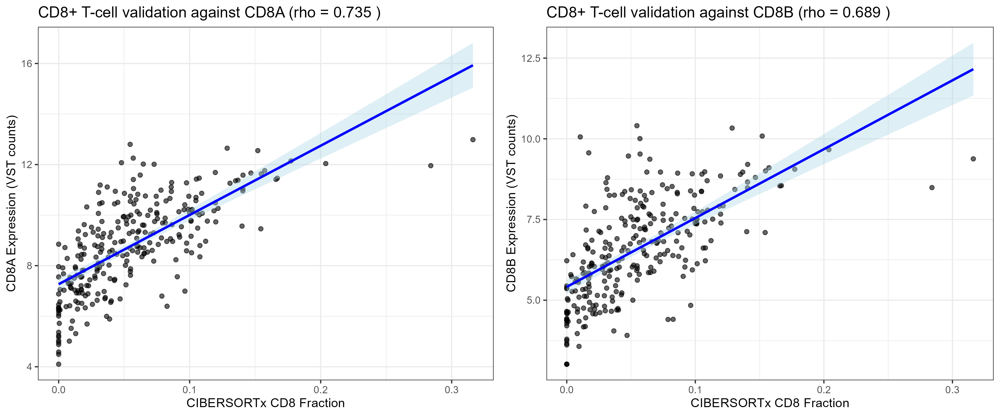 CD8+ T-cell validation against CD8A (rho = 0.735 )
CD8A Expression (VST counts)
16
12
8
4
0.0 0.1 0.2 0.3
CIBERSORTx CD8 Fraction
CD8+ T-cell validation against CD8B (rho = 0.689 )
CD8B Expression (VST counts)
12.5
10.0
7.5
5.0
0.0 0.1 0.2 0.3
CIBERSORTx CD8 Fraction